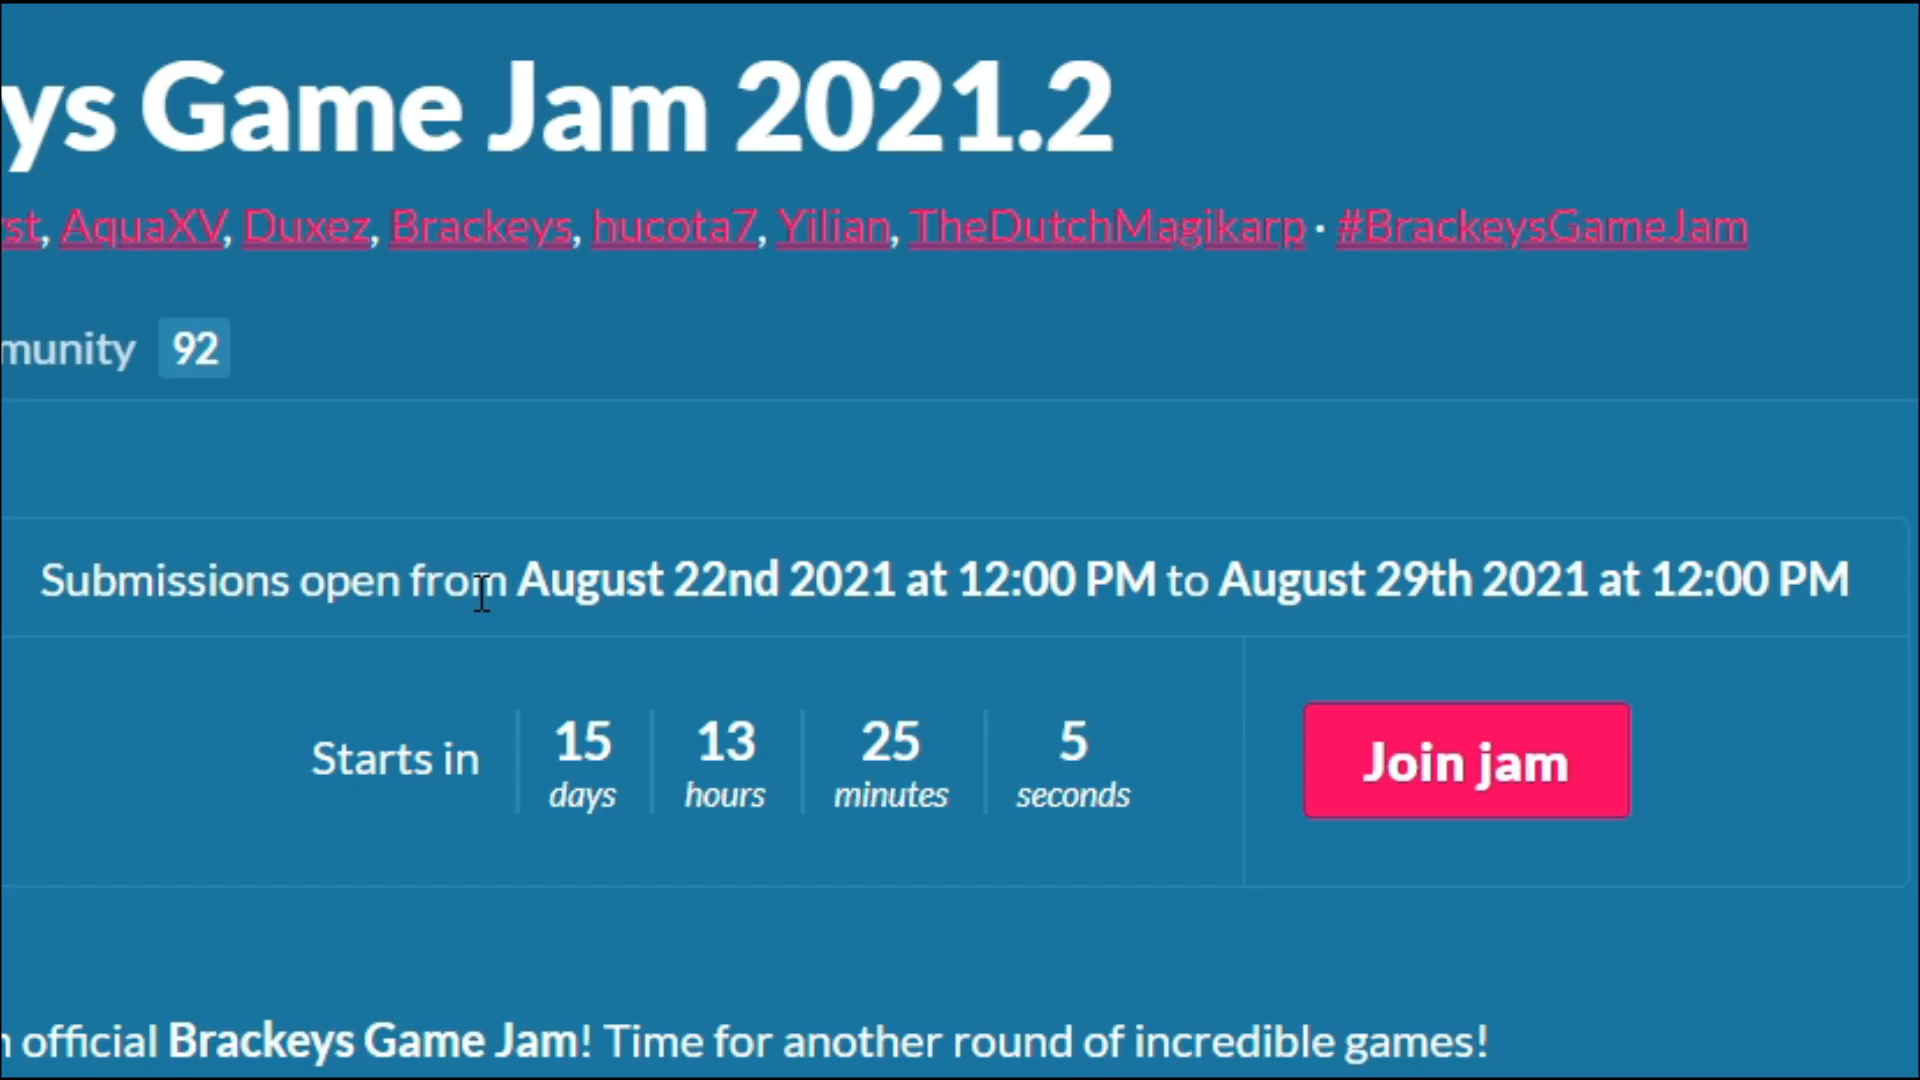 ys Game Jam 2021.2
st, AquaXV, Duxez, Brackeys, hucota7, Yilian, TheDutchMagikarp · #BrackeysGameJam
munity 92
Submissions open from August 22nd 2021 at 12:00 PM to August 29th 2021 at 12:00 PM
Starts in 15 days 13 hours 25 minutes 5 seconds
Join jam
n official Brackeys Game Jam! Time for another round of incredible games!